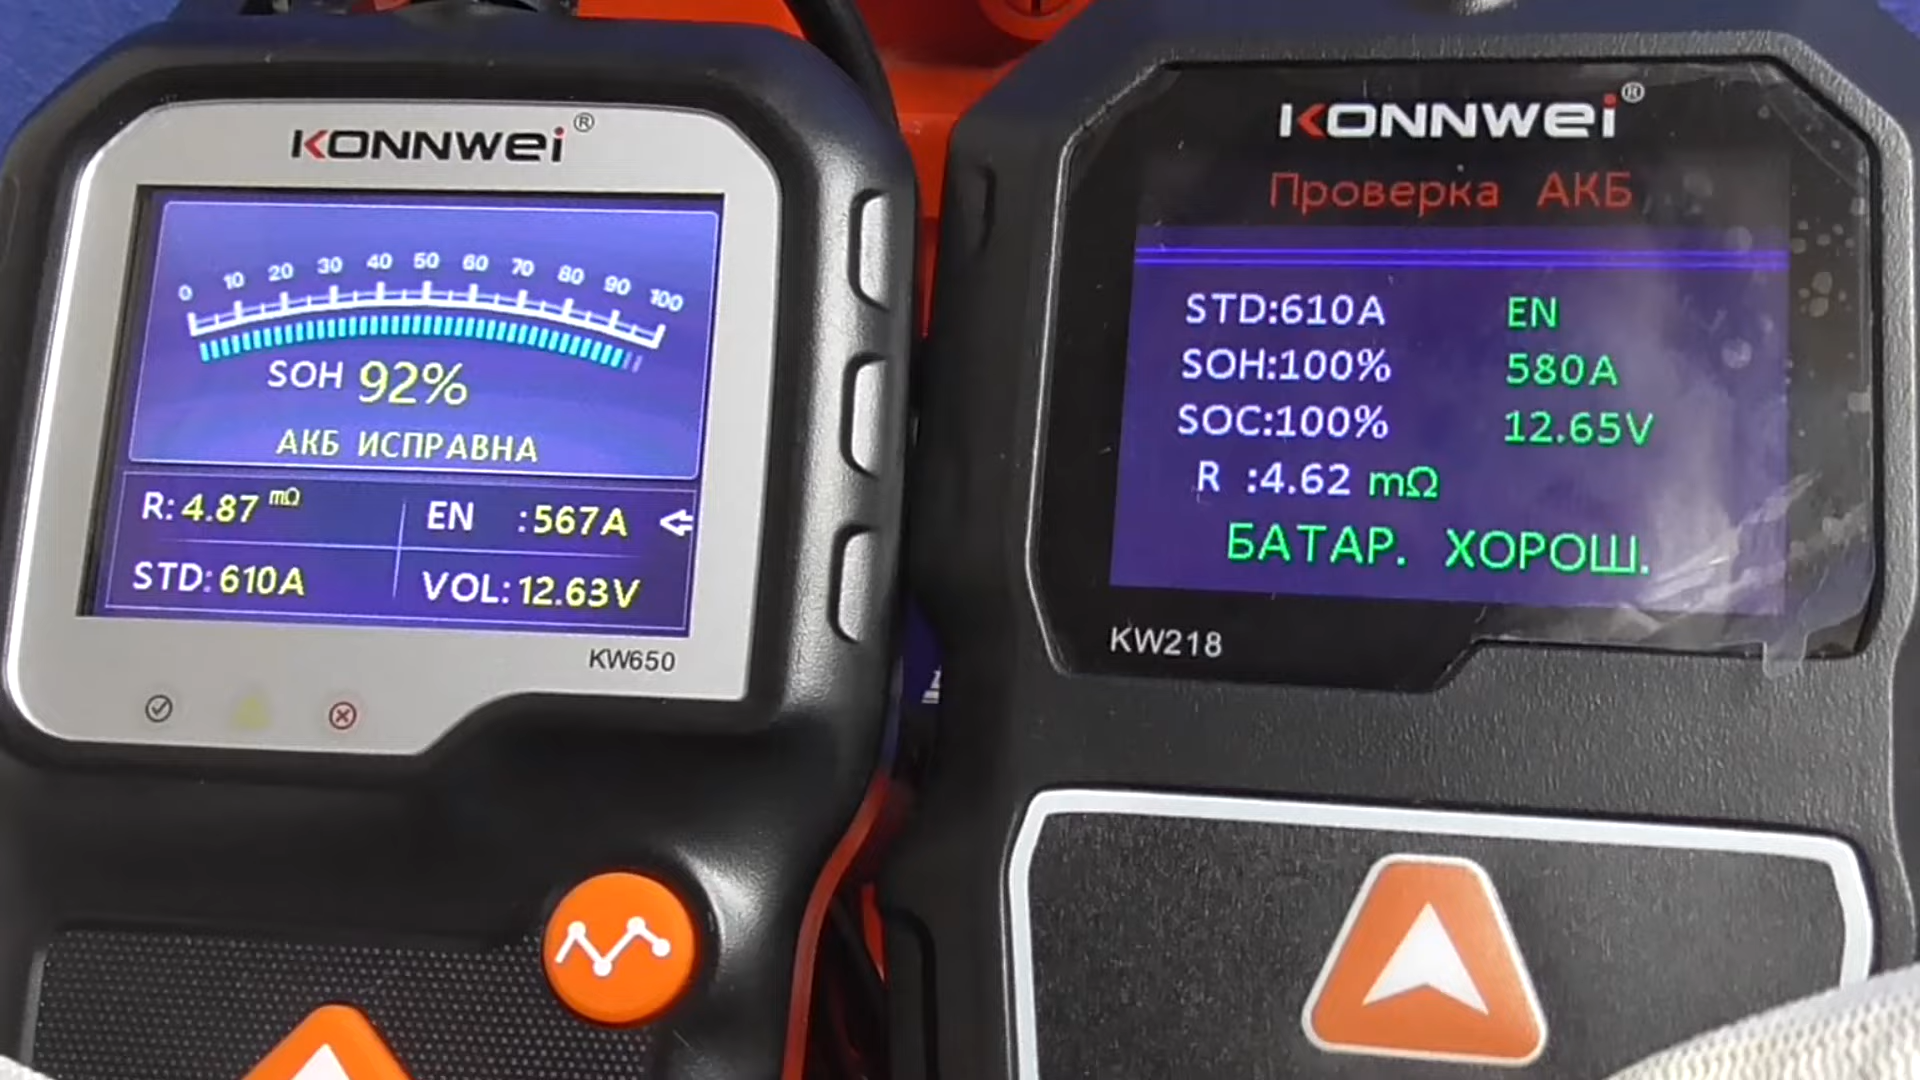 KONNWEI®
0 10 20 30 40 50 60 70 80 90 100
SOH 92%
АКБ ИСПРАВНА
R: 4.87 mΩ
EN :567A
STD: 610A
VOL: 12.63V
KW650
KONNWEI®
Проверка АКБ
STD:610A EN
SOH:100% 580A
SOC:100% 12.65V
R :4.62 mΩ
БАТАР. ХОРОШ.
KW218